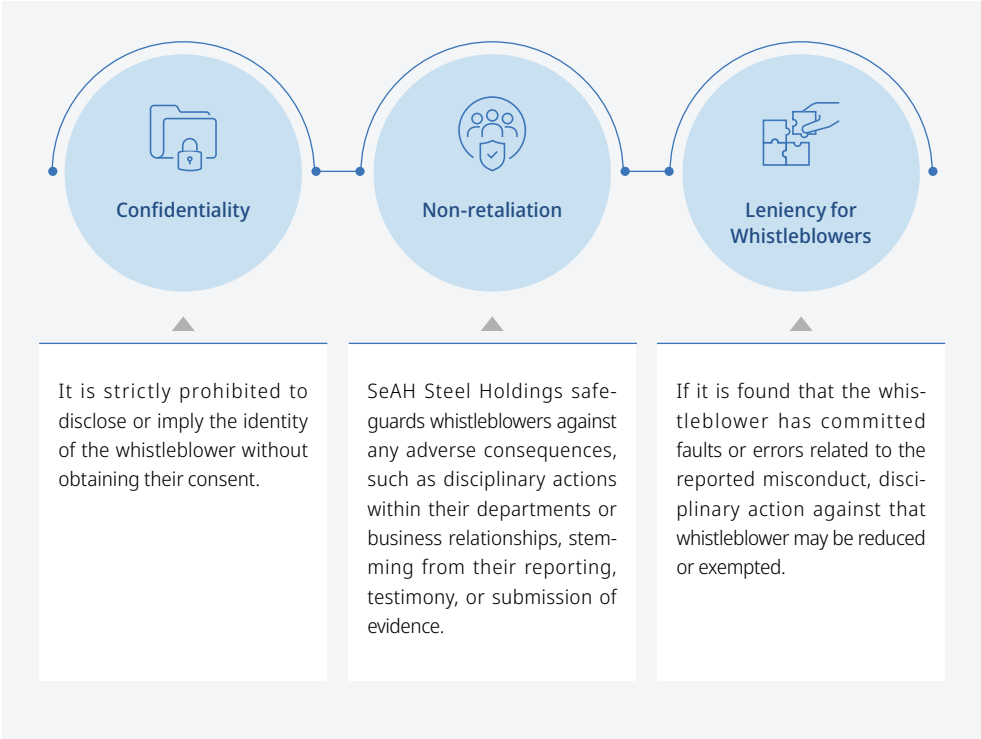 Confidentiality
It is strictly prohibited to
disclose or imply the identity
of the whistleblower without
obtaining their consent.
Non-retaliation
SeAH Steel Holdings safe-
guards whistleblowers against
any adverse consequences,
such as disciplinary actions
within their departments or
business relationships, stem-
ming from their reporting,
testimony, or submission of
evidence.
Leniency for
Whistleblowers
If it is found that the whis-
tleblower has committed
faults or errors related to the
reported misconduct, disci-
plinary action against that
whistleblower may be reduced
or exempted.